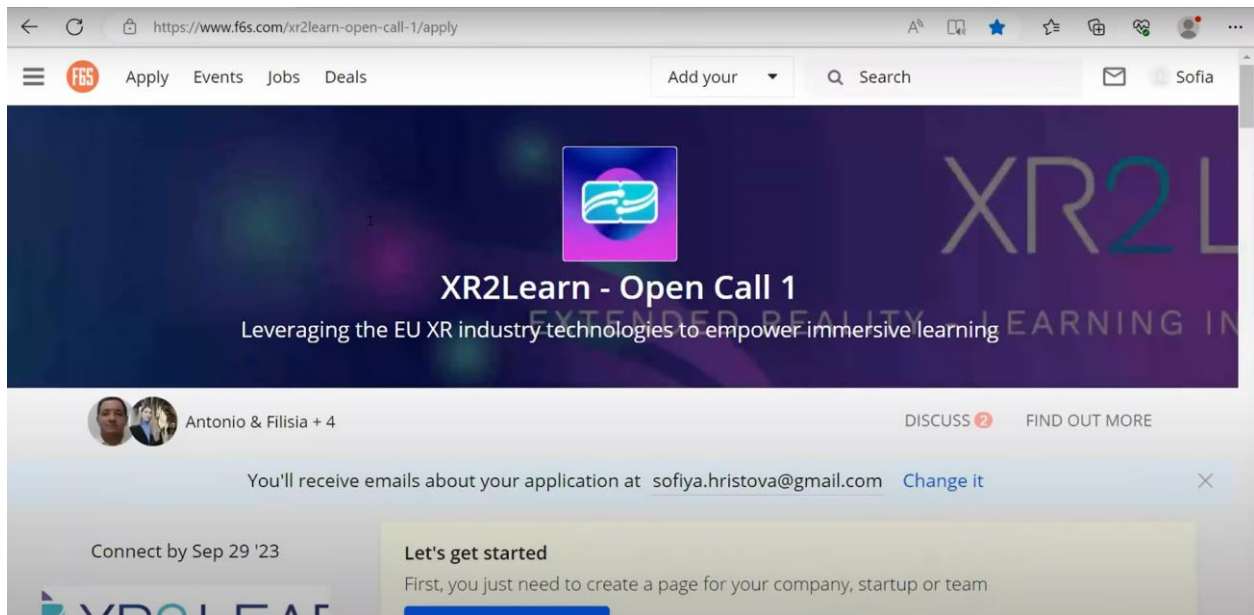 https://www.f6s.com/xr2learn-open-call-1/apply
F6S Apply Events Jobs Deals Add your Search Sofia
XR2L
XR2Learn - Open Call 1
EXTENDED REALITY - LEARNING IN
Leveraging the EU XR industry technologies to empower immersive learning
Antonio & Filisia + 4 DISCUSS 2 FIND OUT MORE
You'll receive emails about your application at sofiya.hristova@gmail.com Change it
Connect by Sep 29 '23
Let's get started
First, you just need to create a page for your company, startup or team